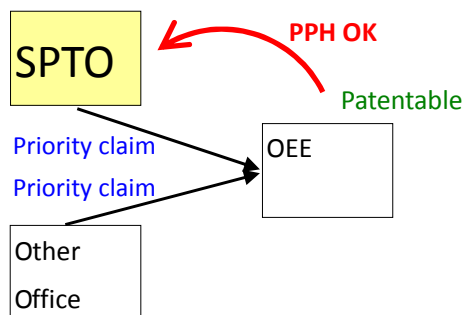 PPH OK
SPTO
Patentable
Priority claim
OEE
Priority claim
Other
Office